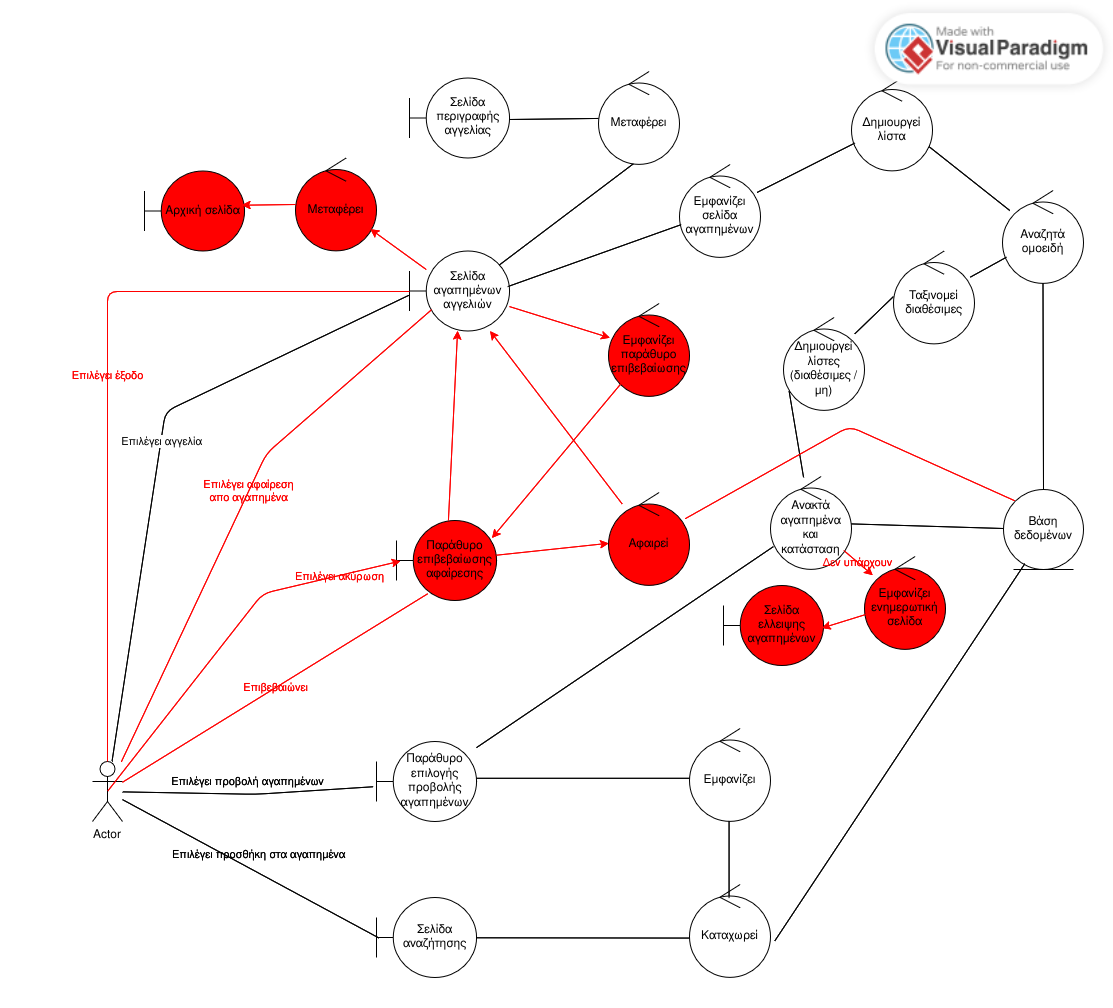 Made with
VisualParadigm
For non-commercial use
Σελίδα
περιγραφής
αγγελίας
Μεταφέρει
Δημιουργεί
λίστα
Αρχική σελίδα
Μεταφέρει
Εμφανίζει
σελίδα
αγαπημένων
Αναζητά
ομοειδή
Σελίδα
αγαπημένων
αγγελιών
Ταξινομεί
διαθέσιμες
Εμφανίζει
παράθυρο
επιβεβαίωσης
Δημιουργεί
λίστες
(διαθέσιμες /
μη)
Επιλέγει έξοδο
Επιλέγει αγγελία
Επιλέγει αφαίρεση
απο αγαπημένα
Ανακτά
αγαπημένα
και
κατάσταση
Βάση
δεδομένων
Παράθυρο
επιβεβαίωσης
αφαίρεσης
Αφαιρεί
Δεν υπάρχουν
Επιλέγει ακύρωση
Εμφανίζει
ενημερωτική
σελίδα
Σελίδα
ελλειψης
αγαπημένων
Επιβεβαιώνει
Παράθυρο
επιλογής
προβολής
αγαπημένων
Εμφανίζει
Επιλέγει προβολή αγαπημένων
Actor
Επιλέγει προσθήκη στα αγαπημένα
Σελίδα
αναζήτησης
Καταχωρεί